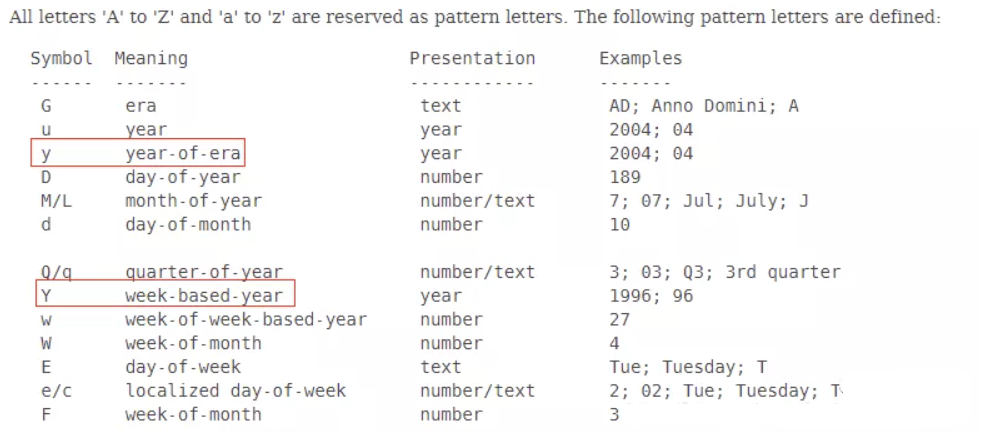 All letters 'A' to 'Z' and 'a' to 'z' are reserved as pattern letters. The following pattern letters are defined:
Symbol  Meaning                     Presentation      Examples
------  -------                     ------------      -------
G       era                         text              AD; Anno Domini; A
u       year                        year              2004; 04
y       year-of-era                 year              2004; 04
D       day-of-year                 number            189
M/L     month-of-year               number/text       7; 07; Jul; July; J
d       day-of-month                number            10
Q/q     quarter-of-year             number/text       3; 03; Q3; 3rd quarter
Y       week-based-year             year              1996; 96
w       week-of-week-based-year     number            27
W       week-of-month               number            4
E       day-of-week                 text              Tue; Tuesday; T
e/c     localized day-of-week       number/text       2; 02; Tue; Tuesday; T
F       week-of-month               number            3